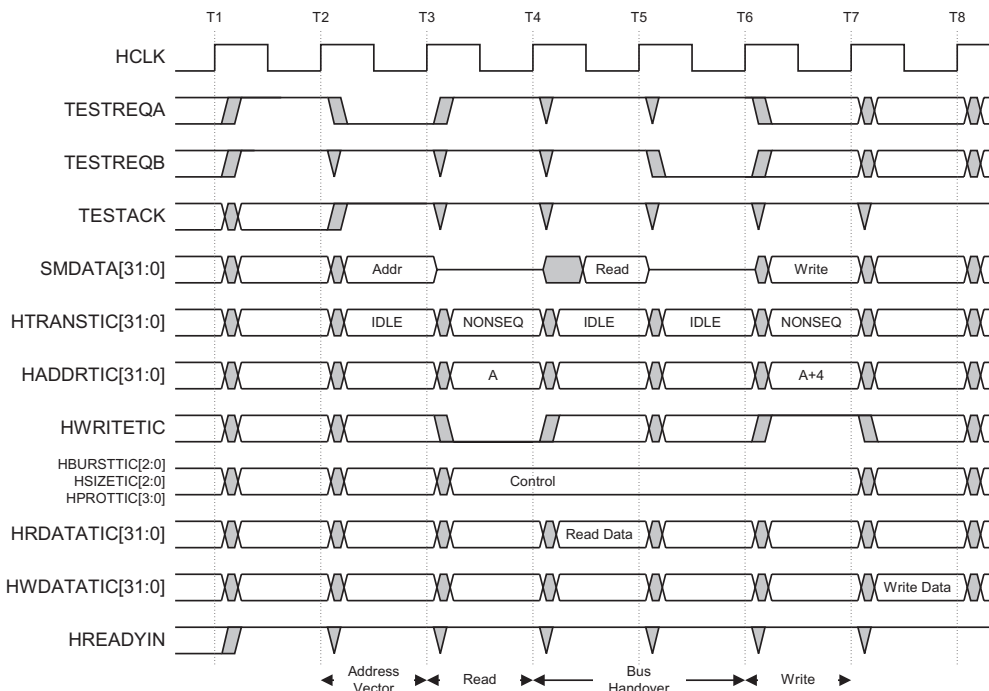 T1 T2 T3 T4 T5 T6 T7 T8
HCLK
TESTREQA
TESTREQB
TESTACK
SMDATA[31:0] Addr Read Write
HTRANSTIC[31:0] IDLE NONSEQ IDLE IDLE NONSEQ
HADDRTIC[31:0] A A+4
HWRITETIC
HBURSTTIC[2:0]
HSIZETIC[2:0] Control
HPROTTIC[3:0]
HRDATATIC[31:0] Read Data
HWDATATIC[31:0] Write Data
HREADYIN
Address Read Bus Write
Vector Handover